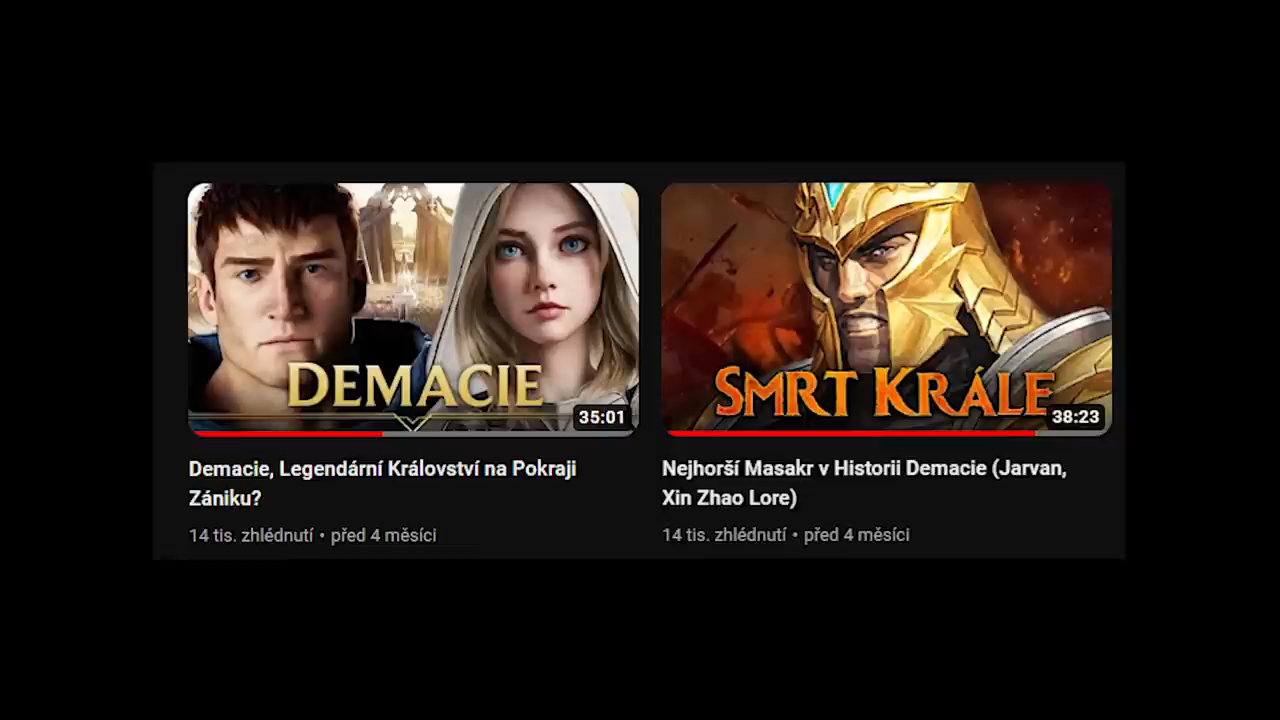 DEMACIE
35:01
Demacie, Legendární Království na Pokraji
Zániku?
14 tis. zhlédnutí • před 4 měsíci
SMRT KRÁLE
38:23
Nejhorší Masakr v Historii Demacie (Jarvan,
Xin Zhao Lore)
14 tis. zhlédnutí • před 4 měsíci